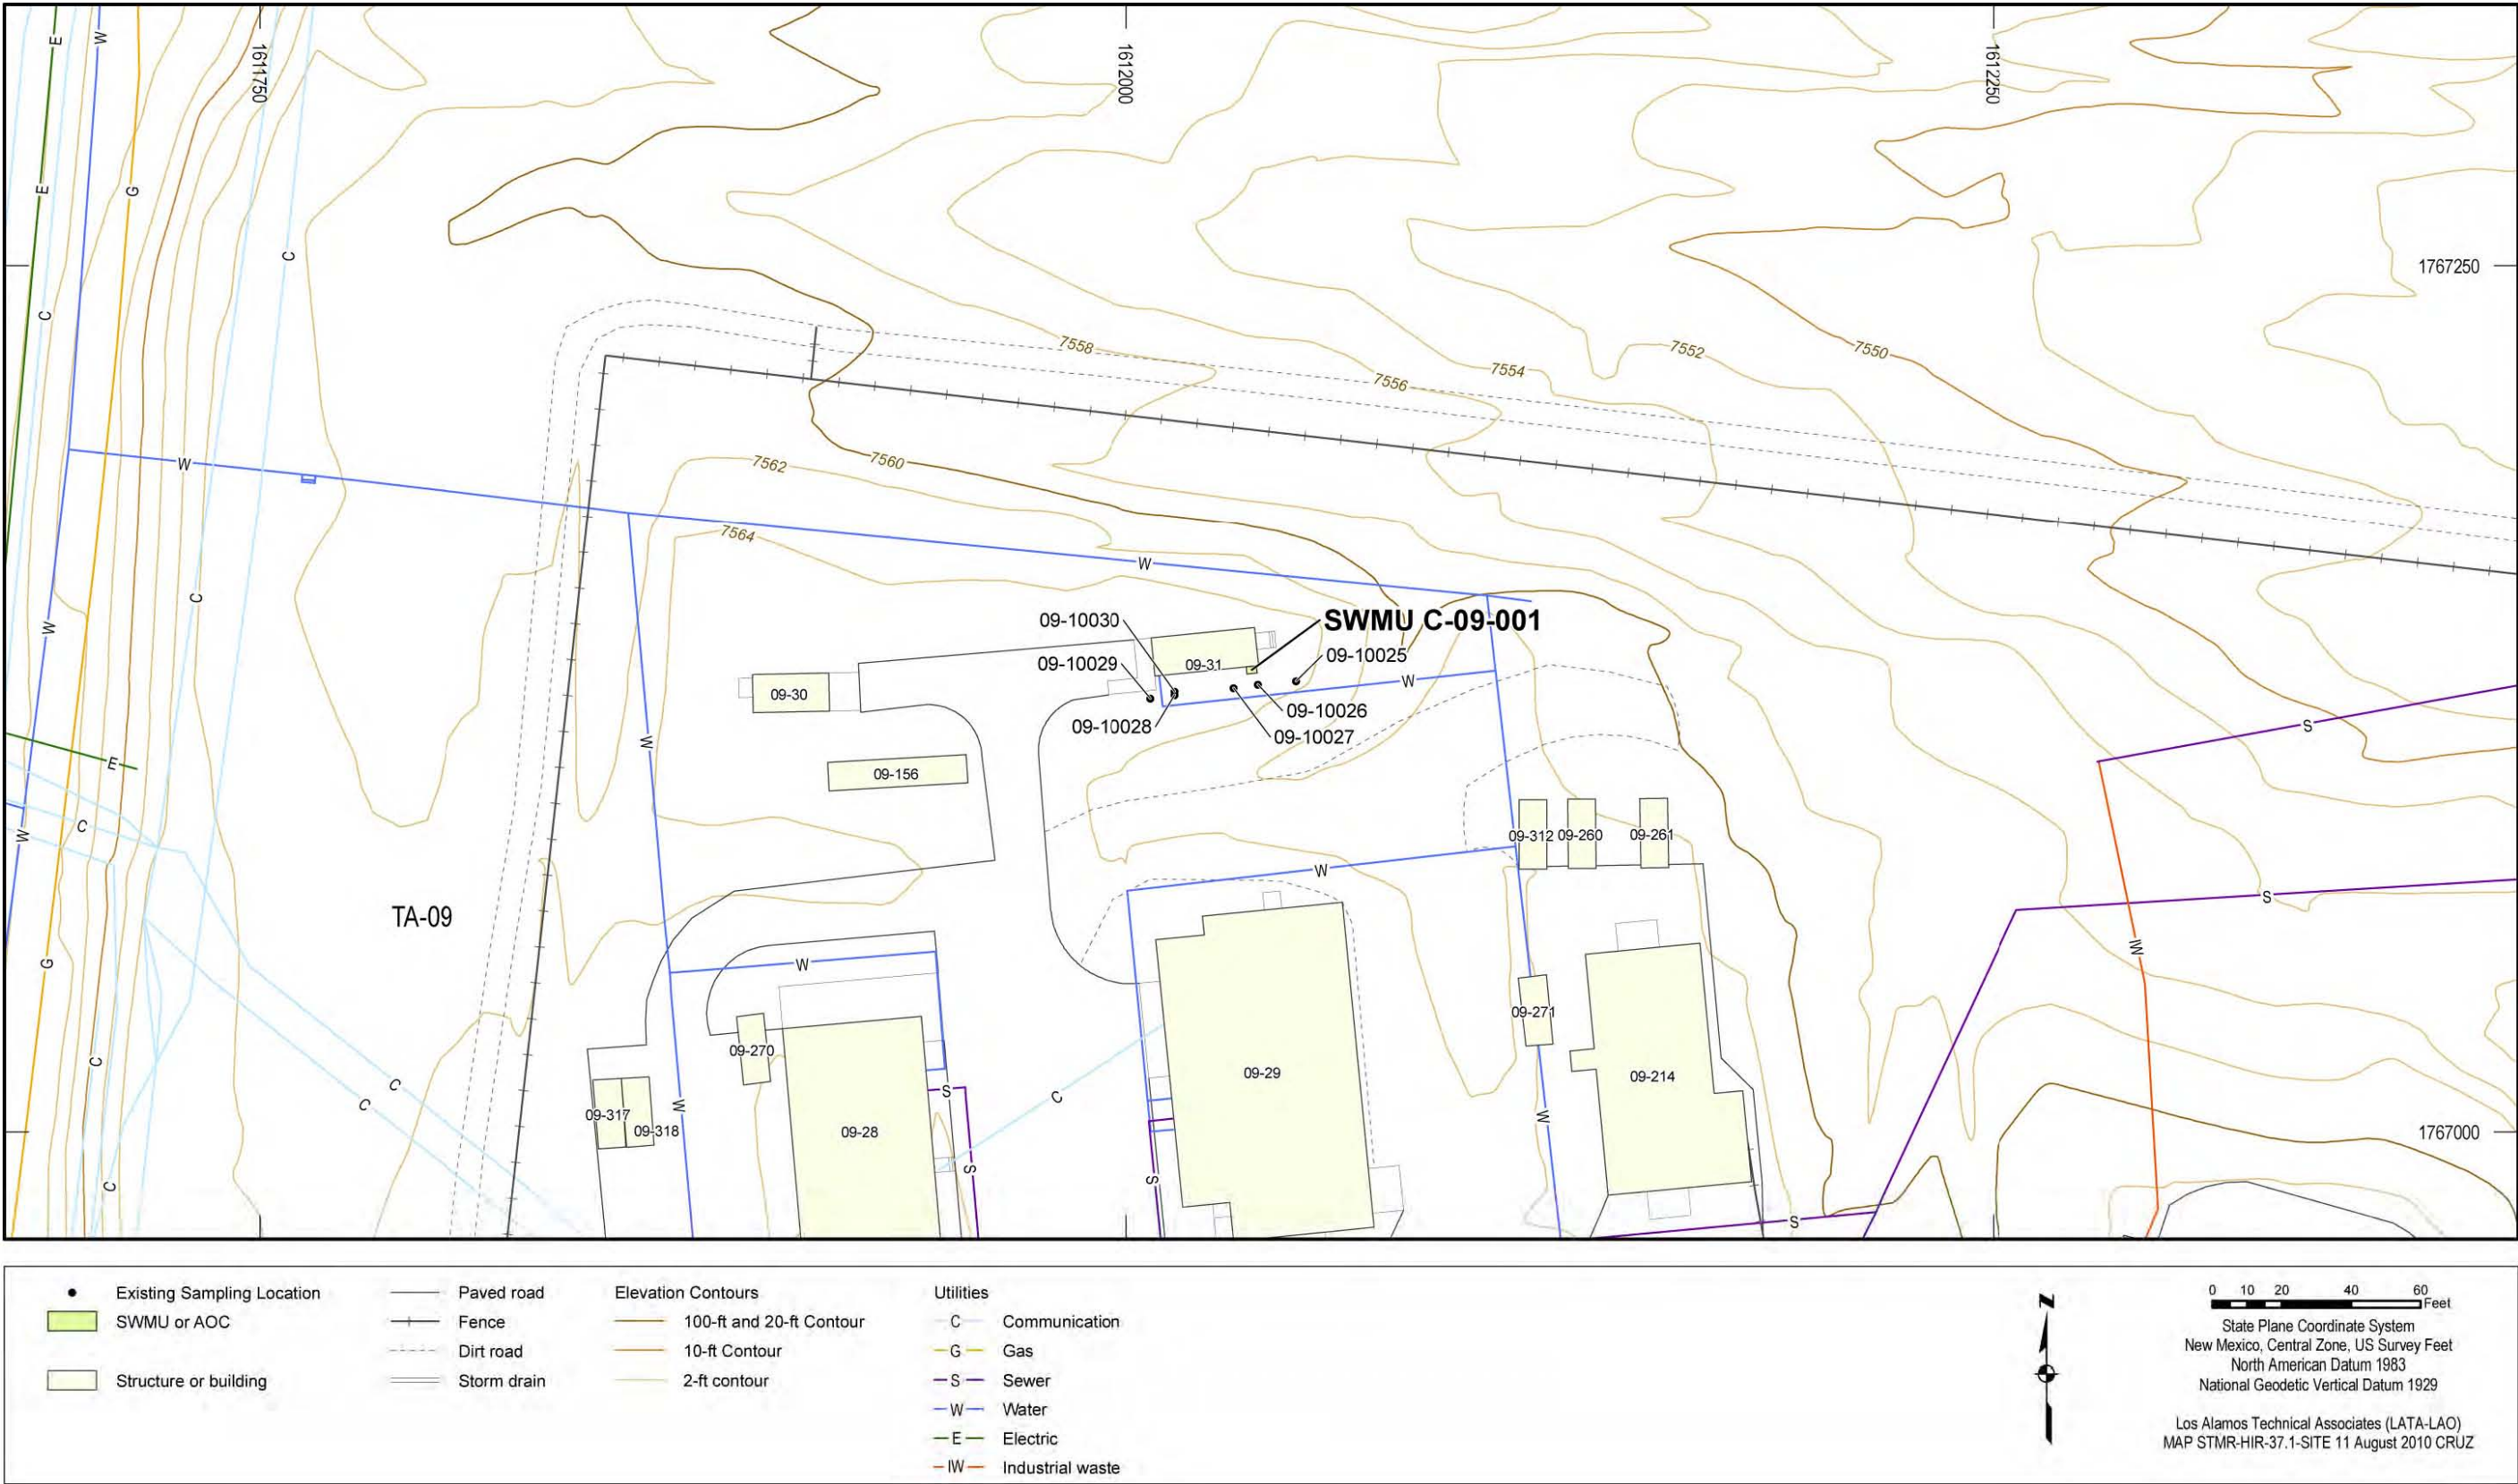 1611750
1612000
1612250
E
W
E
G
C
1767250
C
7558
7552
7550
7554
7556
W
7562
7560
7564
W
C
W
SWMU C-09-001
09-10030
09-10029
09-31
09-10025
W
09-30
09-10026
09-10028
09-10027
S
W
E
09-156
C
W
09-312
09-260
09-261
W
S
TA-09
IW
G
W
09-271
09-270
C
09-29
09-214
C
S
C
C
W
09-317
09-318
09-28
W
1767000
S
S
C
S
Existing Sampling Location
SWMU or AOC
Structure or building
Paved road
Fence
Dirt road
Storm drain
Elevation Contours
100-ft and 20-ft Contour
10-ft Contour
2-ft contour
Utilities
C Communication
G Gas
S Sewer
W Water
E Electric
IW Industrial waste
N
0 10 20 40 60
Feet
State Plane Coordinate System
New Mexico, Central Zone, US Survey Feet
North American Datum 1983
National Geodetic Vertical Datum 1929
Los Alamos Technical Associates (LATA-LAO)
MAP STMR-HIR-37.1-SITE 11 August 2010 CRUZ